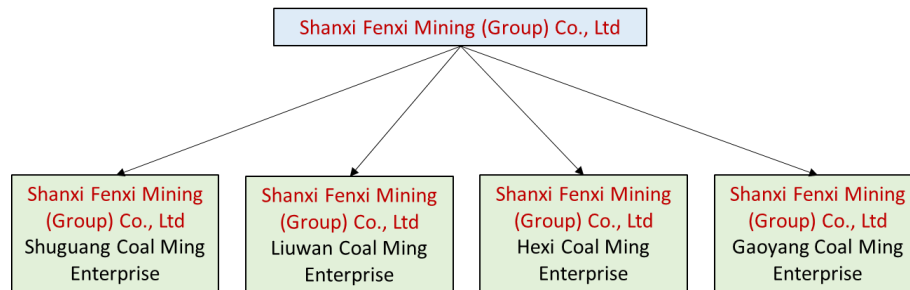 Shanxi Fenxi Mining (Group) Co., Ltd
Shanxi Fenxi Mining
(Group) Co., Ltd
Shuguang Coal Ming
Enterprise
Shanxi Fenxi Mining
(Group) Co., Ltd
Liuwan Coal Ming
Enterprise
Shanxi Fenxi Mining
(Group) Co., Ltd
Hexi Coal Ming
Enterprise
Shanxi Fenxi Mining
(Group) Co., Ltd
Gaoyang Coal Ming
Enterprise